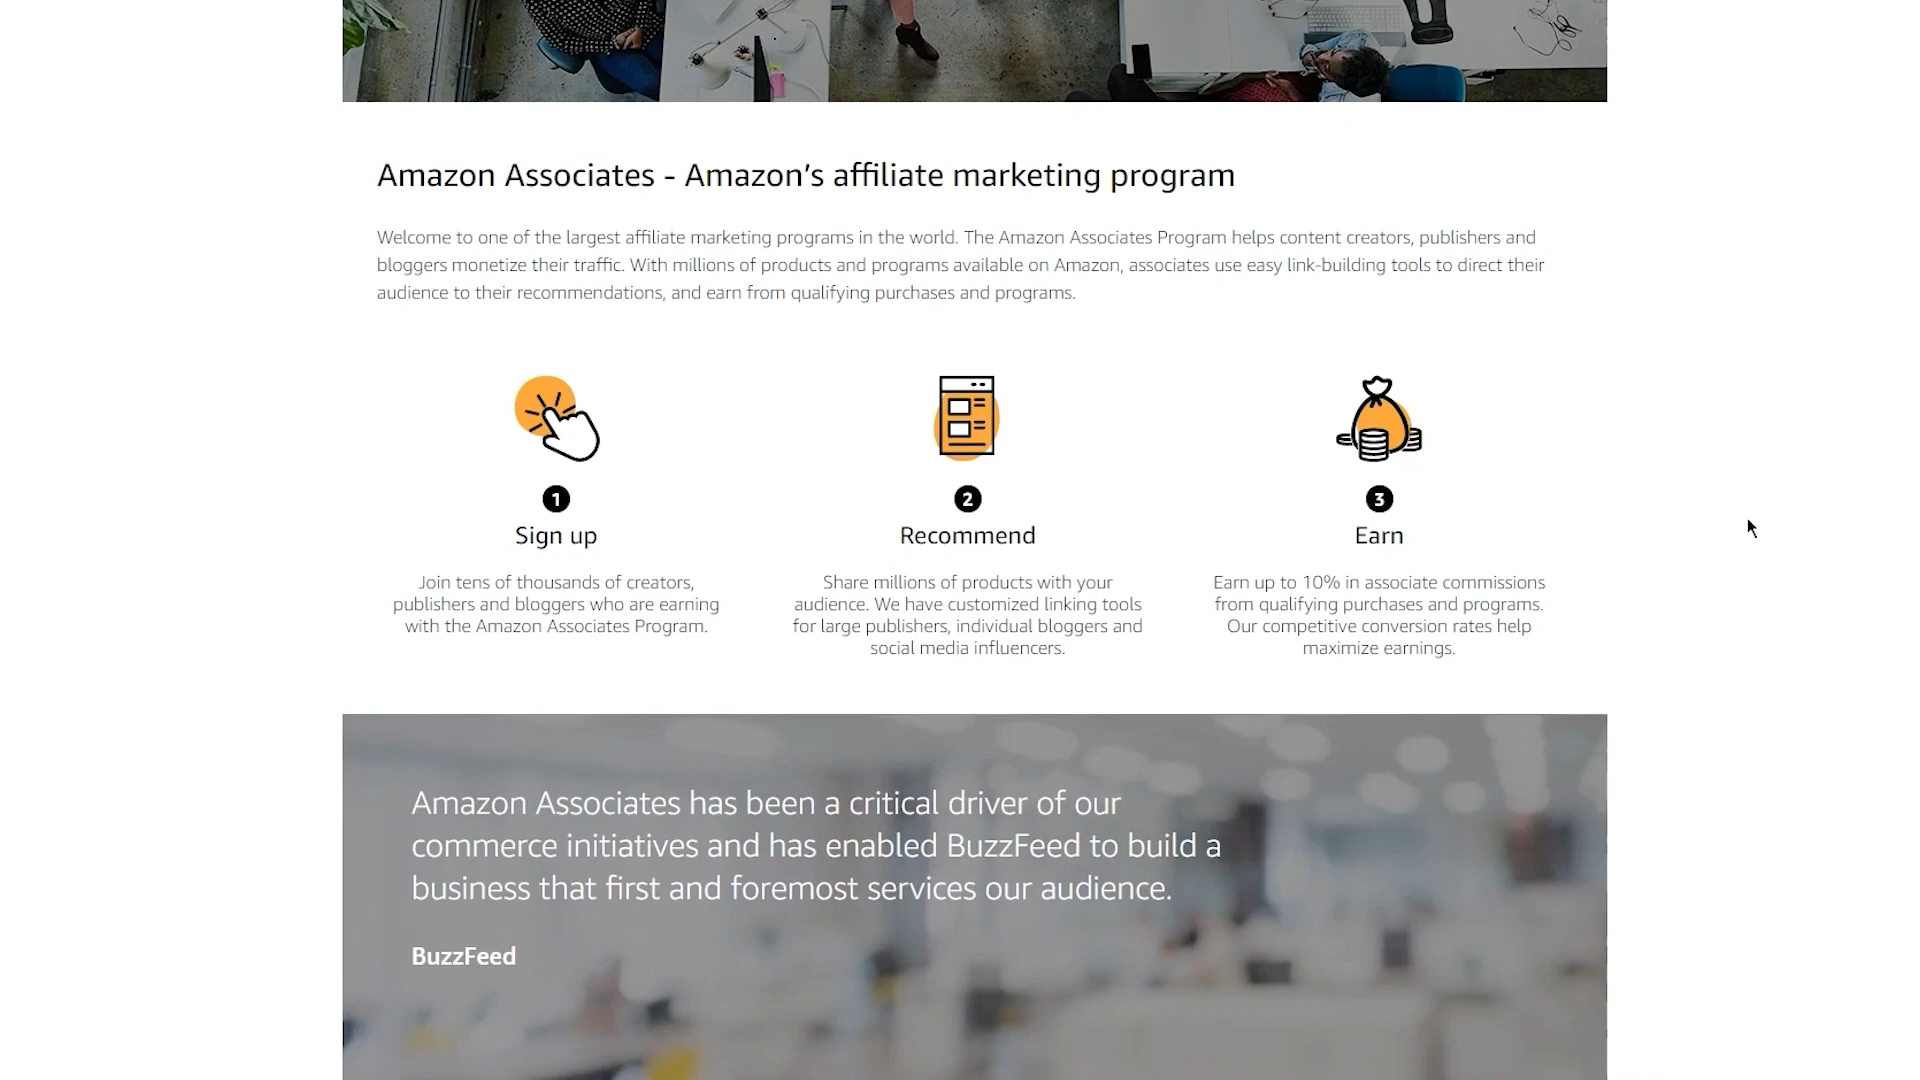 Amazon Associates - Amazon’s affiliate marketing program
Welcome to one of the largest affiliate marketing programs in the world. The Amazon Associates Program helps content creators, publishers and
bloggers monetize their traffic. With millions of products and programs available on Amazon, associates use easy link-building tools to direct their
audience to their recommendations, and earn from qualifying purchases and programs.
1
Sign up
Join tens of thousands of creators,
publishers and bloggers who are earning
with the Amazon Associates Program.
2
Recommend
Share millions of products with your
audience. We have customized linking tools
for large publishers, individual bloggers and
social media influencers.
3
Earn
Earn up to 10% in associate commissions
from qualifying purchases and programs.
Our competitive conversion rates help
maximize earnings.
Amazon Associates has been a critical driver of our
commerce initiatives and has enabled BuzzFeed to build a
business that first and foremost services our audience.
BuzzFeed